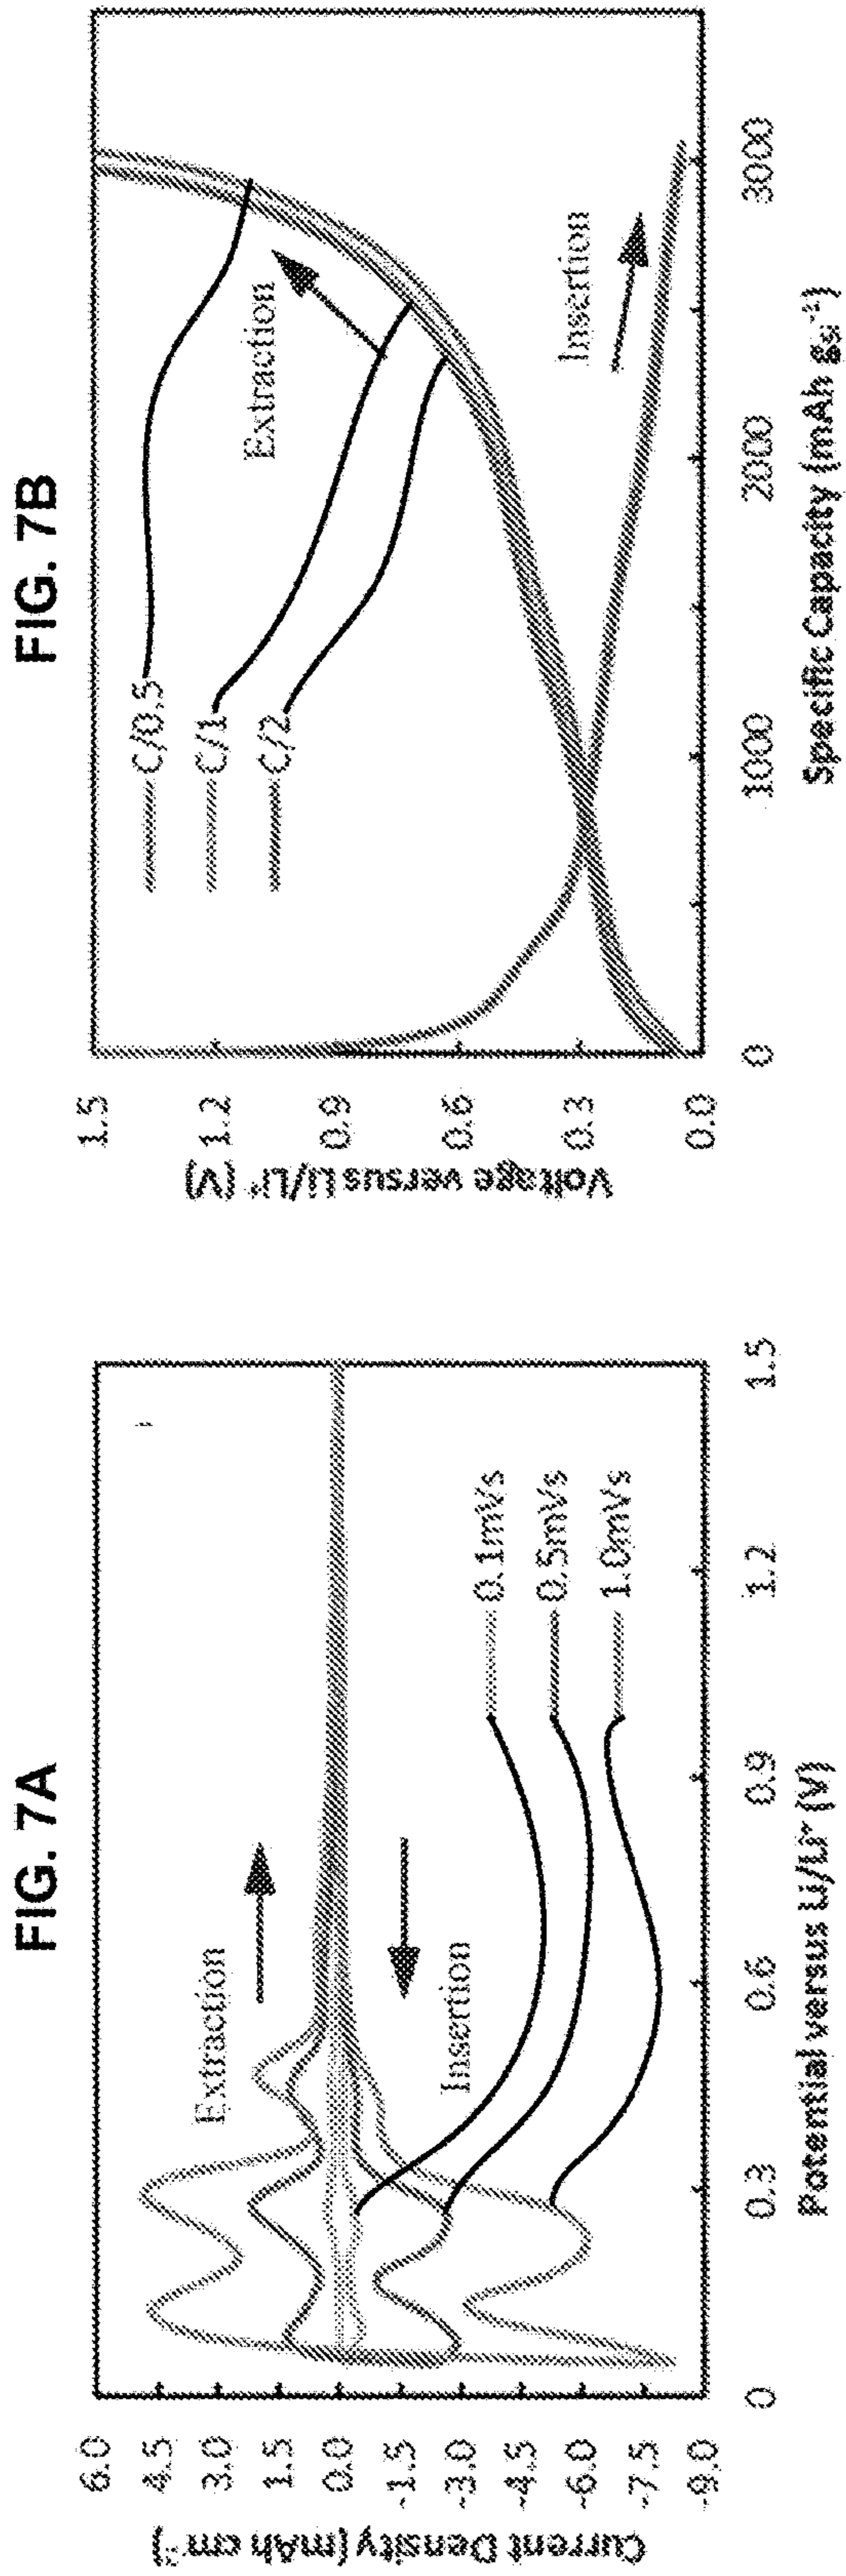 FIG. 7A
Current Density (mAh cm⁻²)
6.0
4.5
3.0
1.5
0.0
-1.5
-3.0
-4.5
-6.0
-7.5
-9.0
Extraction
Insertion
0.1mVs
0.5mVs
1.0mVs
0 0.3 0.6 0.9 1.2 1.5
Potential versus Li/Li⁺ (V)
FIG. 7B
Voltage versus Li/Li⁺ (V)
1.5
1.2
0.9
0.6
0.3
0.0
C/0.5
C/1
C/2
Extraction
Insertion
0 1000 2000 3000
Specific Capacity (mAh gₛᵢ⁻¹)